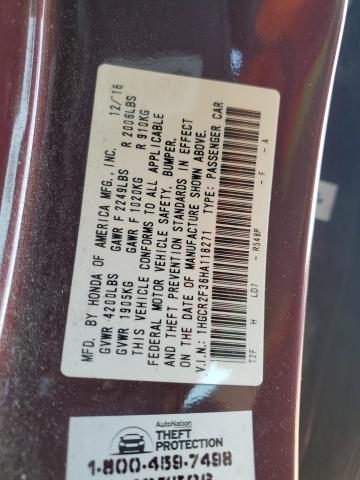 MFD. BY HONDA OF AMERICA MFG., INC. 12/16
GVWR 4200LBS GAWR F 2249LBS R 2006LBS
GVWR 1905KG GAWR F 1020KG R 910KG
THIS VEHICLE CONFORMS TO ALL APPLICABLE
FEDERAL MOTOR VEHICLE SAFETY, BUMPER,
AND THEFT PREVENTION STANDARDS IN EFFECT
ON THE DATE OF MANUFACTURE SHOWN ABOVE.
V.I.N.: 1HGCR2F36HA118271 TYPE: PASSENGER CAR
T2F H LD7 - R548P - F - A
AutoNation
THEFT
PROTECTION
1-800-459-7498